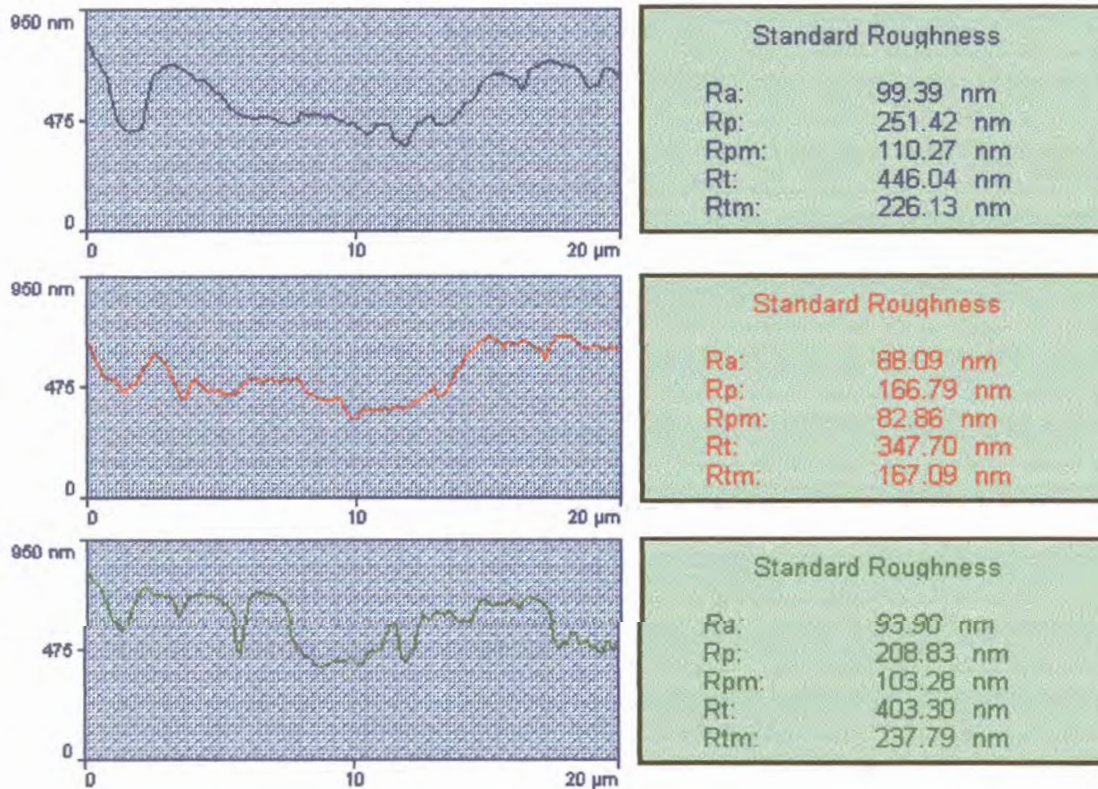 950 nm
475
0
0 10 20 µm
Standard Roughness
Ra: 99.39 nm
Rp: 251.42 nm
Rpm: 110.27 nm
Rt: 446.04 nm
Rtm: 226.13 nm
950 nm
475
0
0 10 20 µm
Standard Roughness
Ra: 88.09 nm
Rp: 166.79 nm
Rpm: 82.86 nm
Rt: 347.70 nm
Rtm: 167.09 nm
950 nm
475
0
0 10 20 µm
Standard Roughness
Ra: 93.90 nm
Rp: 208.83 nm
Rpm: 103.28 nm
Rt: 403.30 nm
Rtm: 237.79 nm